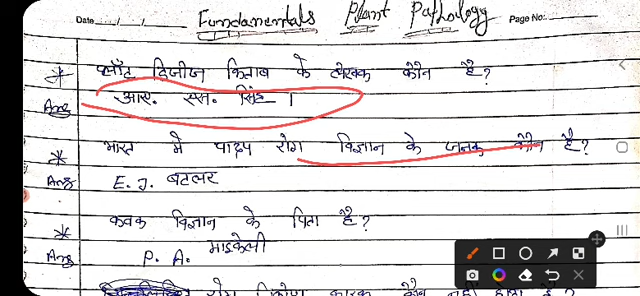 Date...../...../..... Fundamentals Plant Pathology Page No:.....
* प्लांट डिजीज किताब के लेखक कौन है?
Ans आर. एस. सिंह ।
* भारत मे पादप रोग विज्ञान के जनक कौन है?
Ans E. J. बटलर
* कवक विज्ञान के पिता है?
Ans P. A. माइकेली
रोग